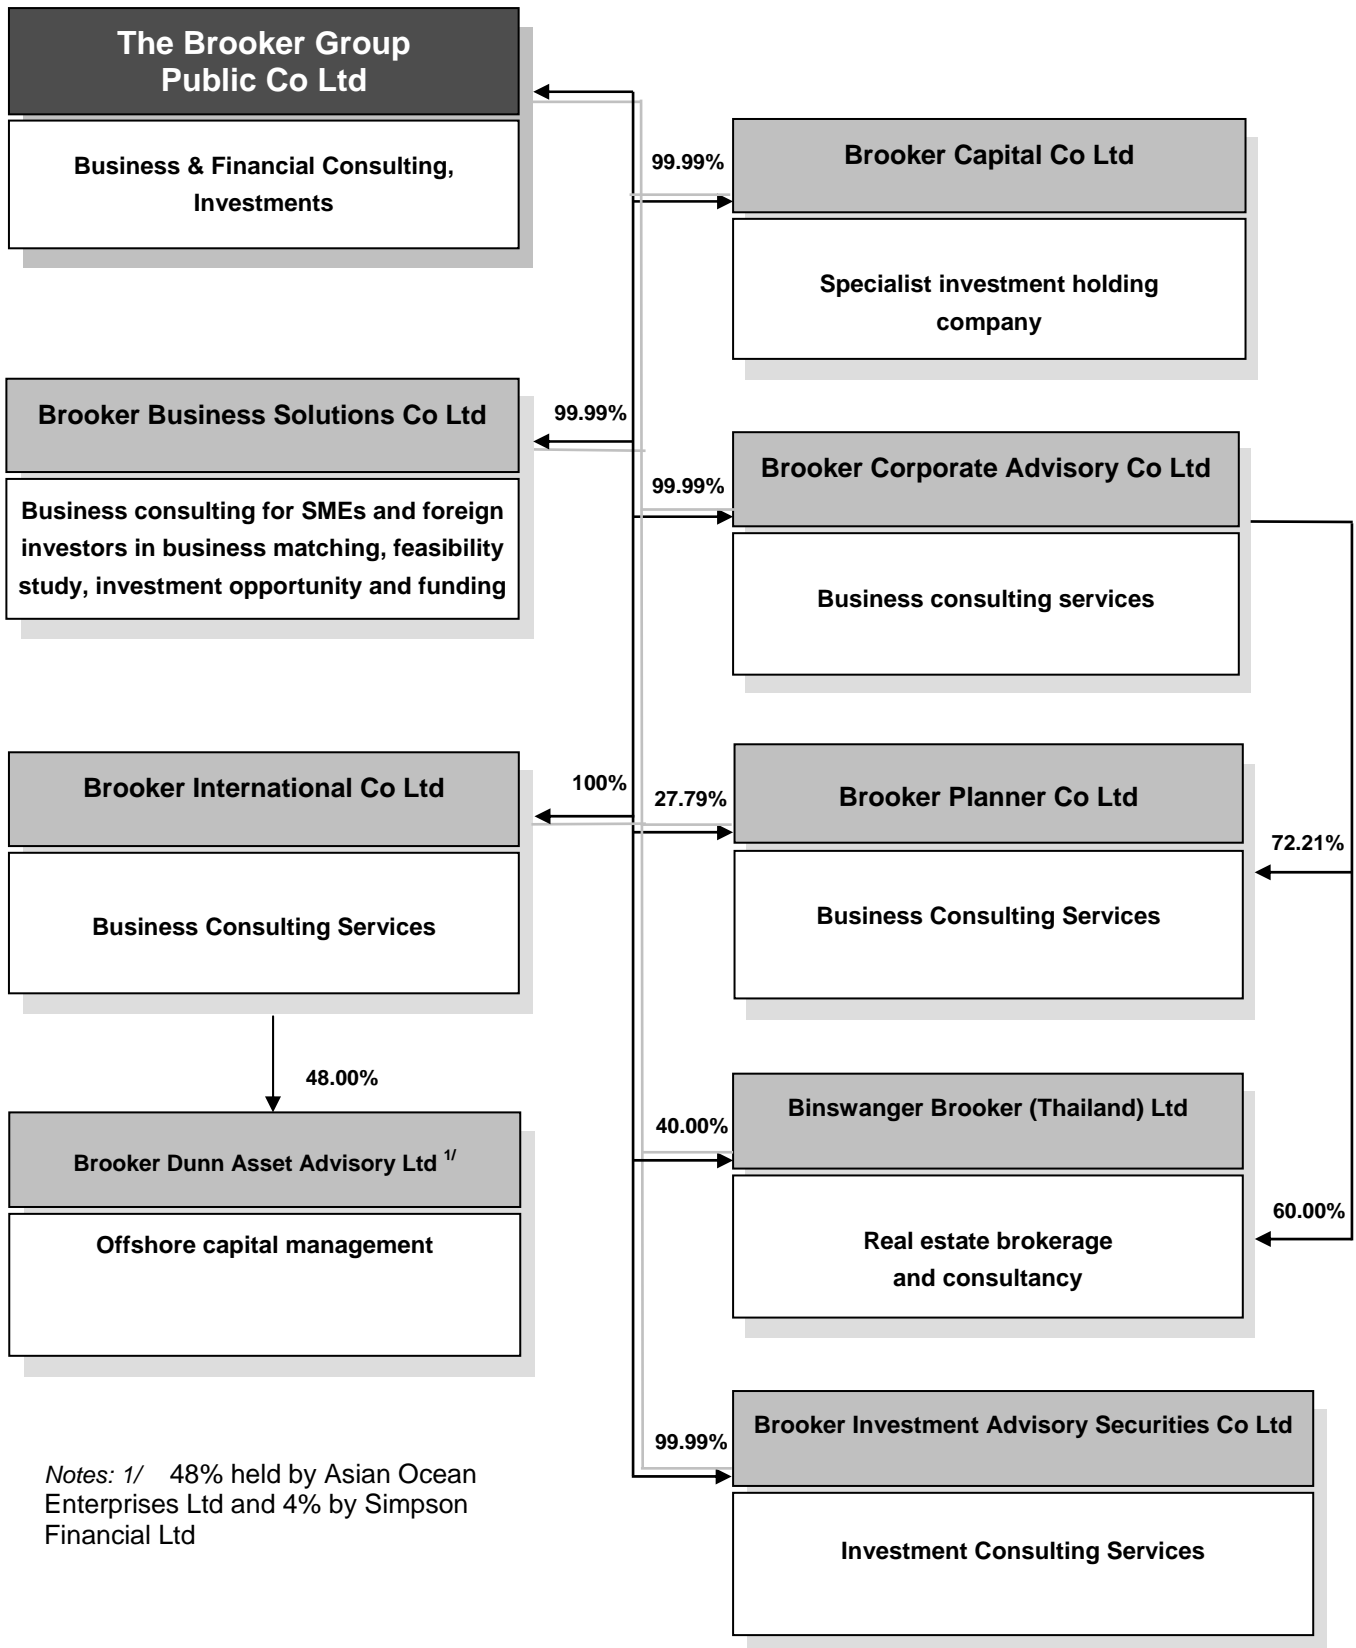 The Brooker Group
Public Co Ltd
Business & Financial Consulting,
Investments
99.99%
Brooker Capital Co Ltd
Specialist investment holding
company
Brooker Business Solutions Co Ltd
99.99%
Business consulting for SMEs and foreign
investors in business matching, feasibility
study, investment opportunity and funding
99.99%
Brooker Corporate Advisory Co Ltd
Business consulting services
Brooker International Co Ltd
100%
Business Consulting Services
27.79%
Brooker Planner Co Ltd
72.21%
Business Consulting Services
48.00%
Brooker Dunn Asset Advisory Ltd 1/
Offshore capital management
40.00%
Binswanger Brooker (Thailand) Ltd
60.00%
Real estate brokerage
and consultancy
99.99%
Brooker Investment Advisory Securities Co Ltd
Investment Consulting Services
Notes: 1/ 48% held by Asian Ocean
Enterprises Ltd and 4% by Simpson
Financial Ltd